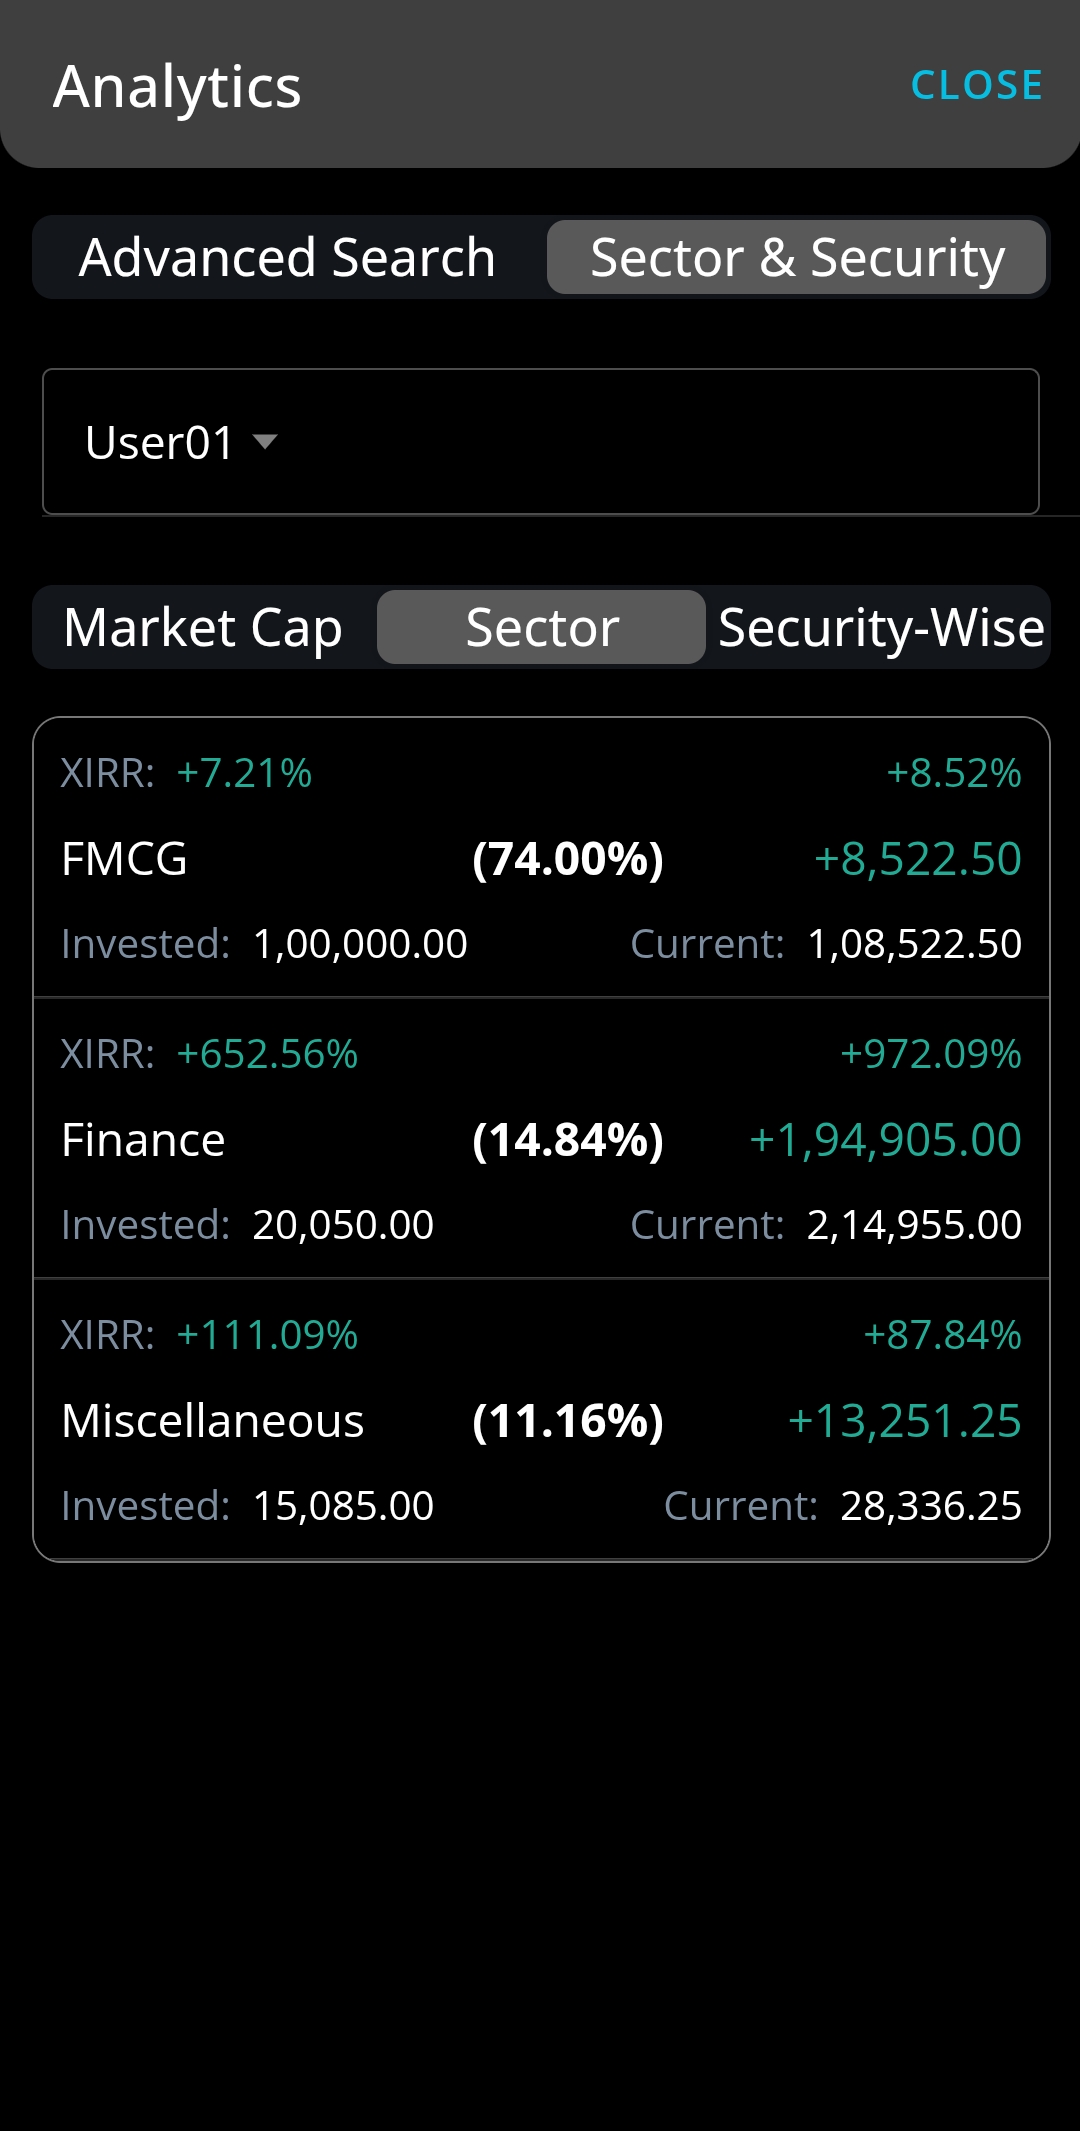 Analytics CLOSE
Advanced Search Sector & Security
User01
Market Cap Sector Security-Wise
XIRR: +7.21% +8.52%
FMCG (74.00%) +8,522.50
Invested: 1,00,000.00 Current: 1,08,522.50
XIRR: +652.56% +972.09%
Finance (14.84%) +1,94,905.00
Invested: 20,050.00 Current: 2,14,955.00
XIRR: +111.09% +87.84%
Miscellaneous (11.16%) +13,251.25
Invested: 15,085.00 Current: 28,336.25